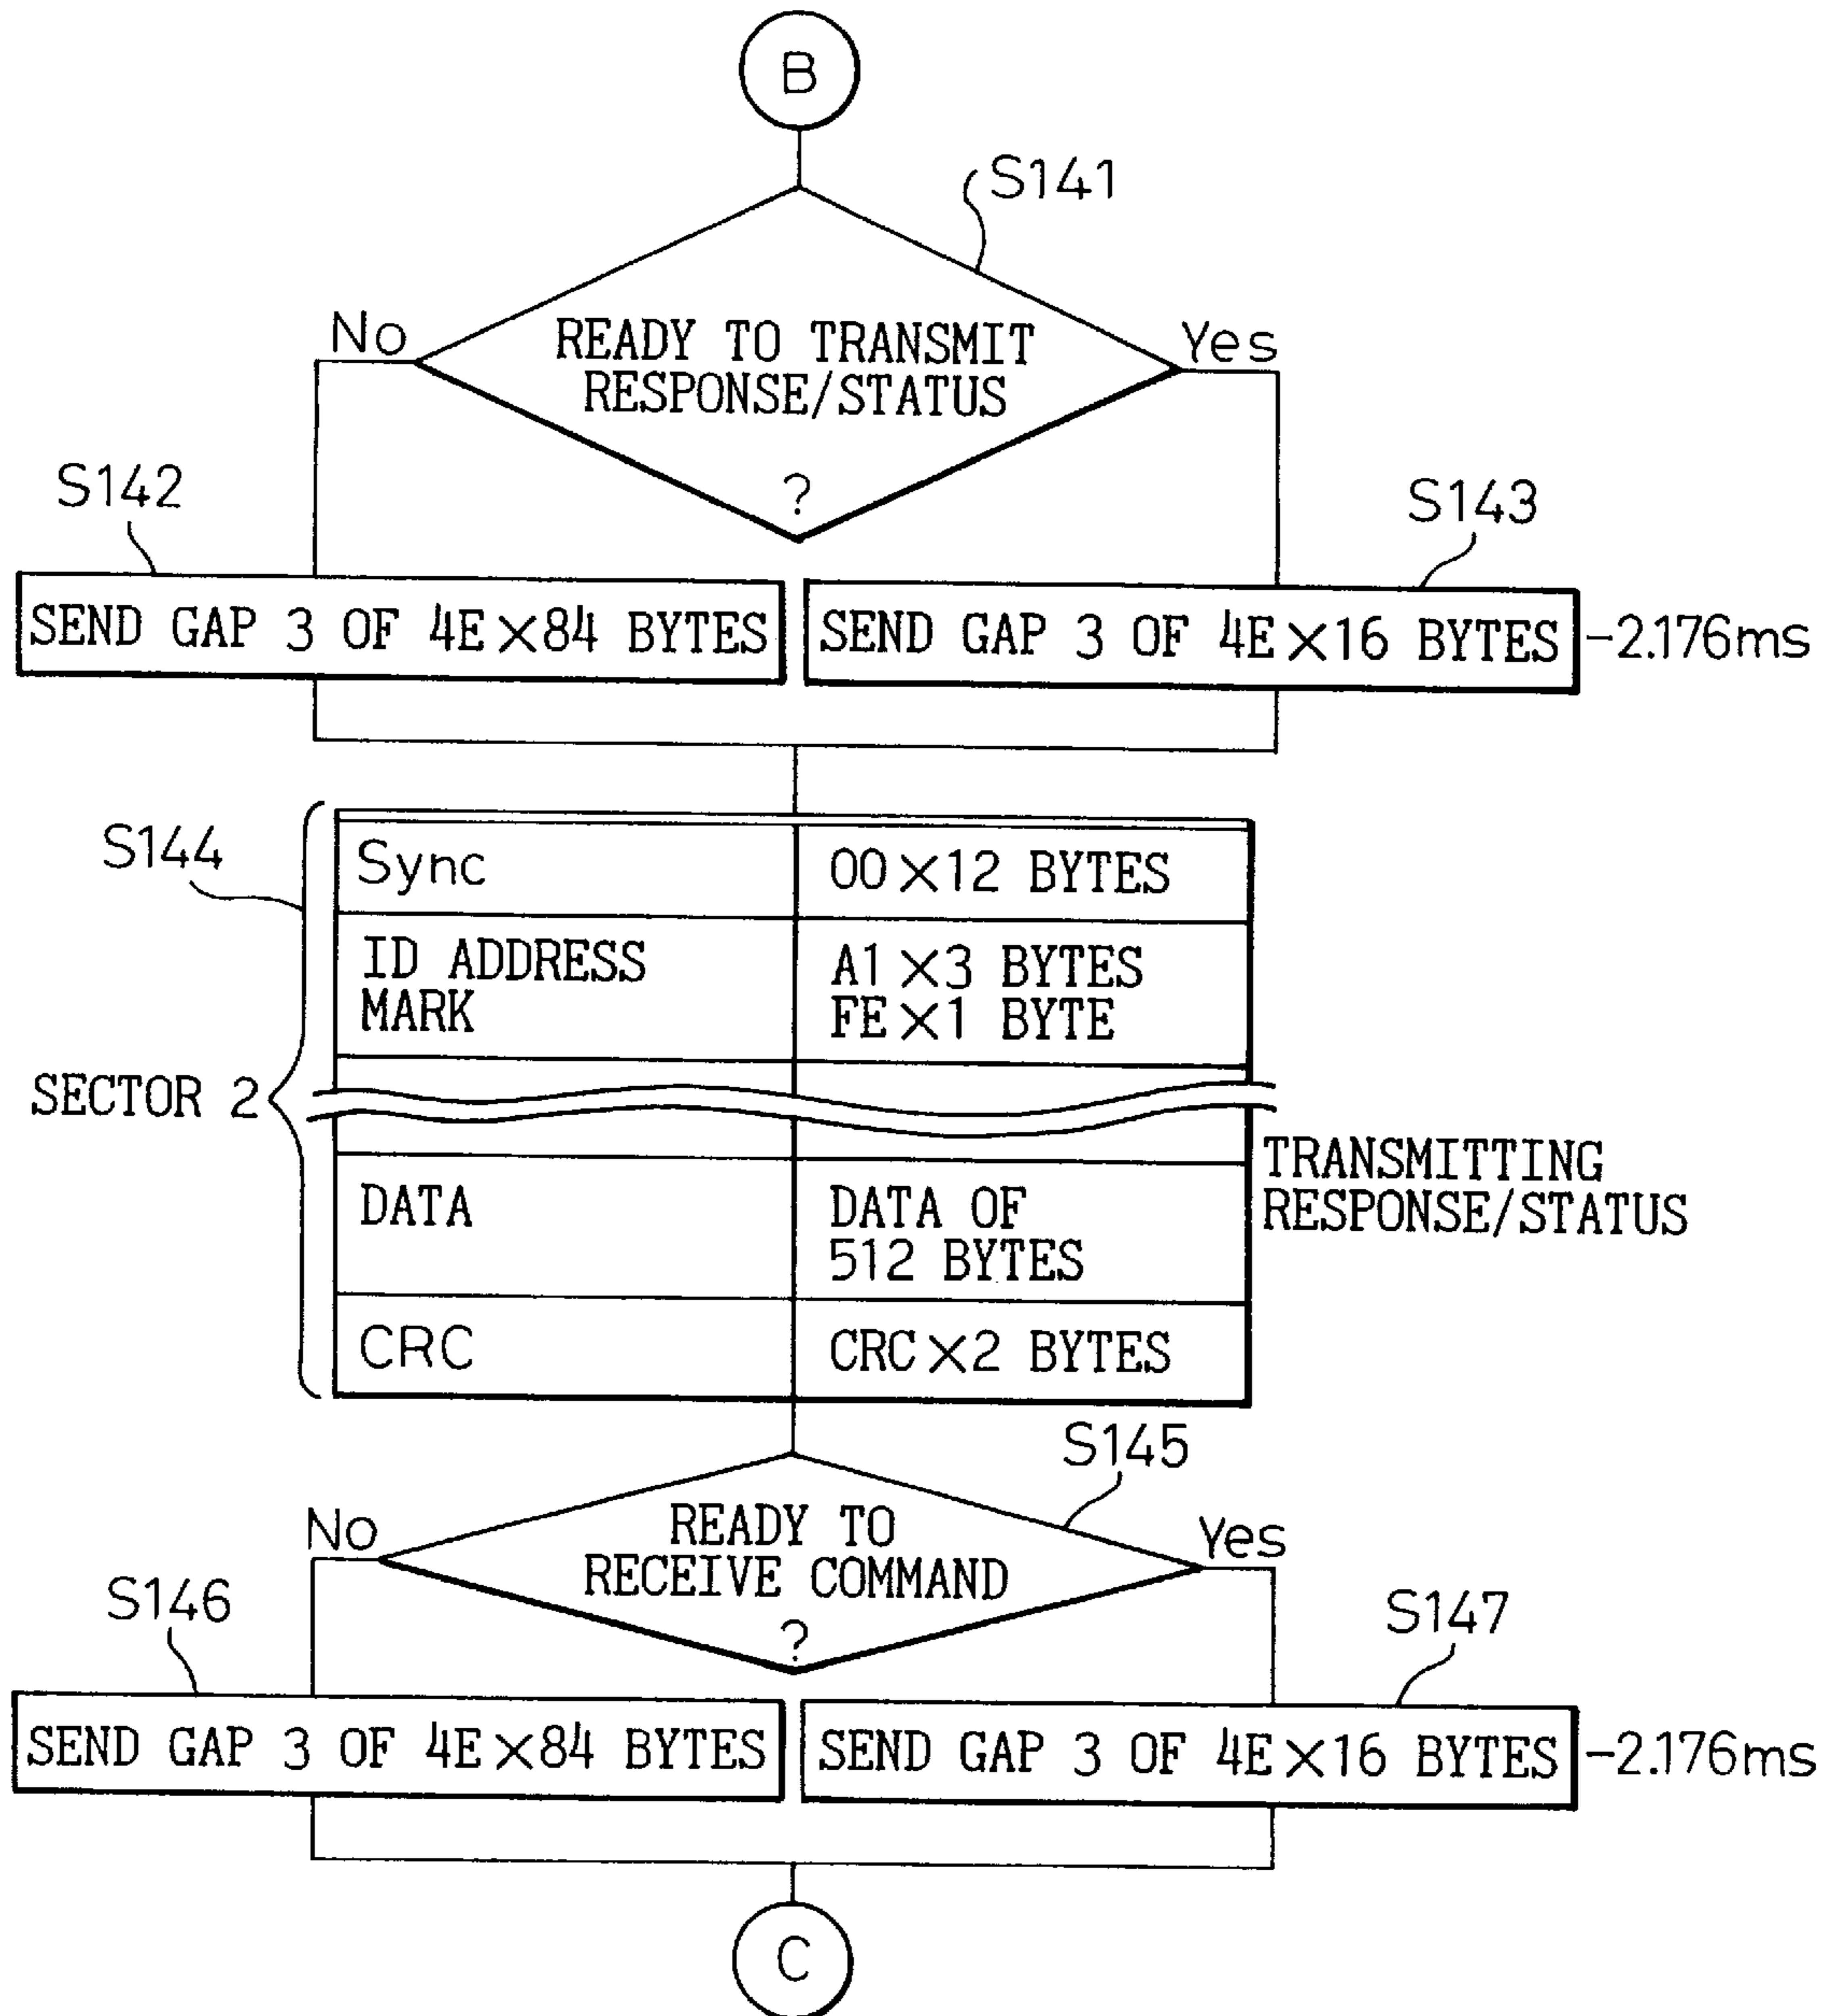 B
S141
No
Yes
READY TO TRANSMIT
RESPONSE/STATUS
?
S142
S143
SEND GAP 3 OF 4E×84 BYTES
SEND GAP 3 OF 4E×16 BYTES
-2.176ms
S144
Sync
00×12 BYTES
ID ADDRESS
MARK
A1×3 BYTES
FE×1 BYTE
SECTOR 2
TRANSMITTING
RESPONSE/STATUS
DATA
DATA OF
512 BYTES
CRC
CRC×2 BYTES
S145
No
Yes
READY TO
RECEIVE COMMAND
?
S146
S147
SEND GAP 3 OF 4E×84 BYTES
SEND GAP 3 OF 4E×16 BYTES
-2.176ms
C